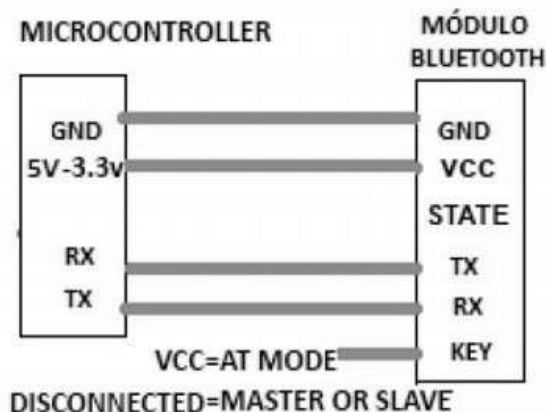 MICROCONTROLLER
MÓDULO
BLUETOOTH
GND
5V-3.3v
RX
TX
GND
VCC
STATE
TX
RX
KEY
VCC=AT MODE
DISCONNECTED=MASTER OR SLAVE